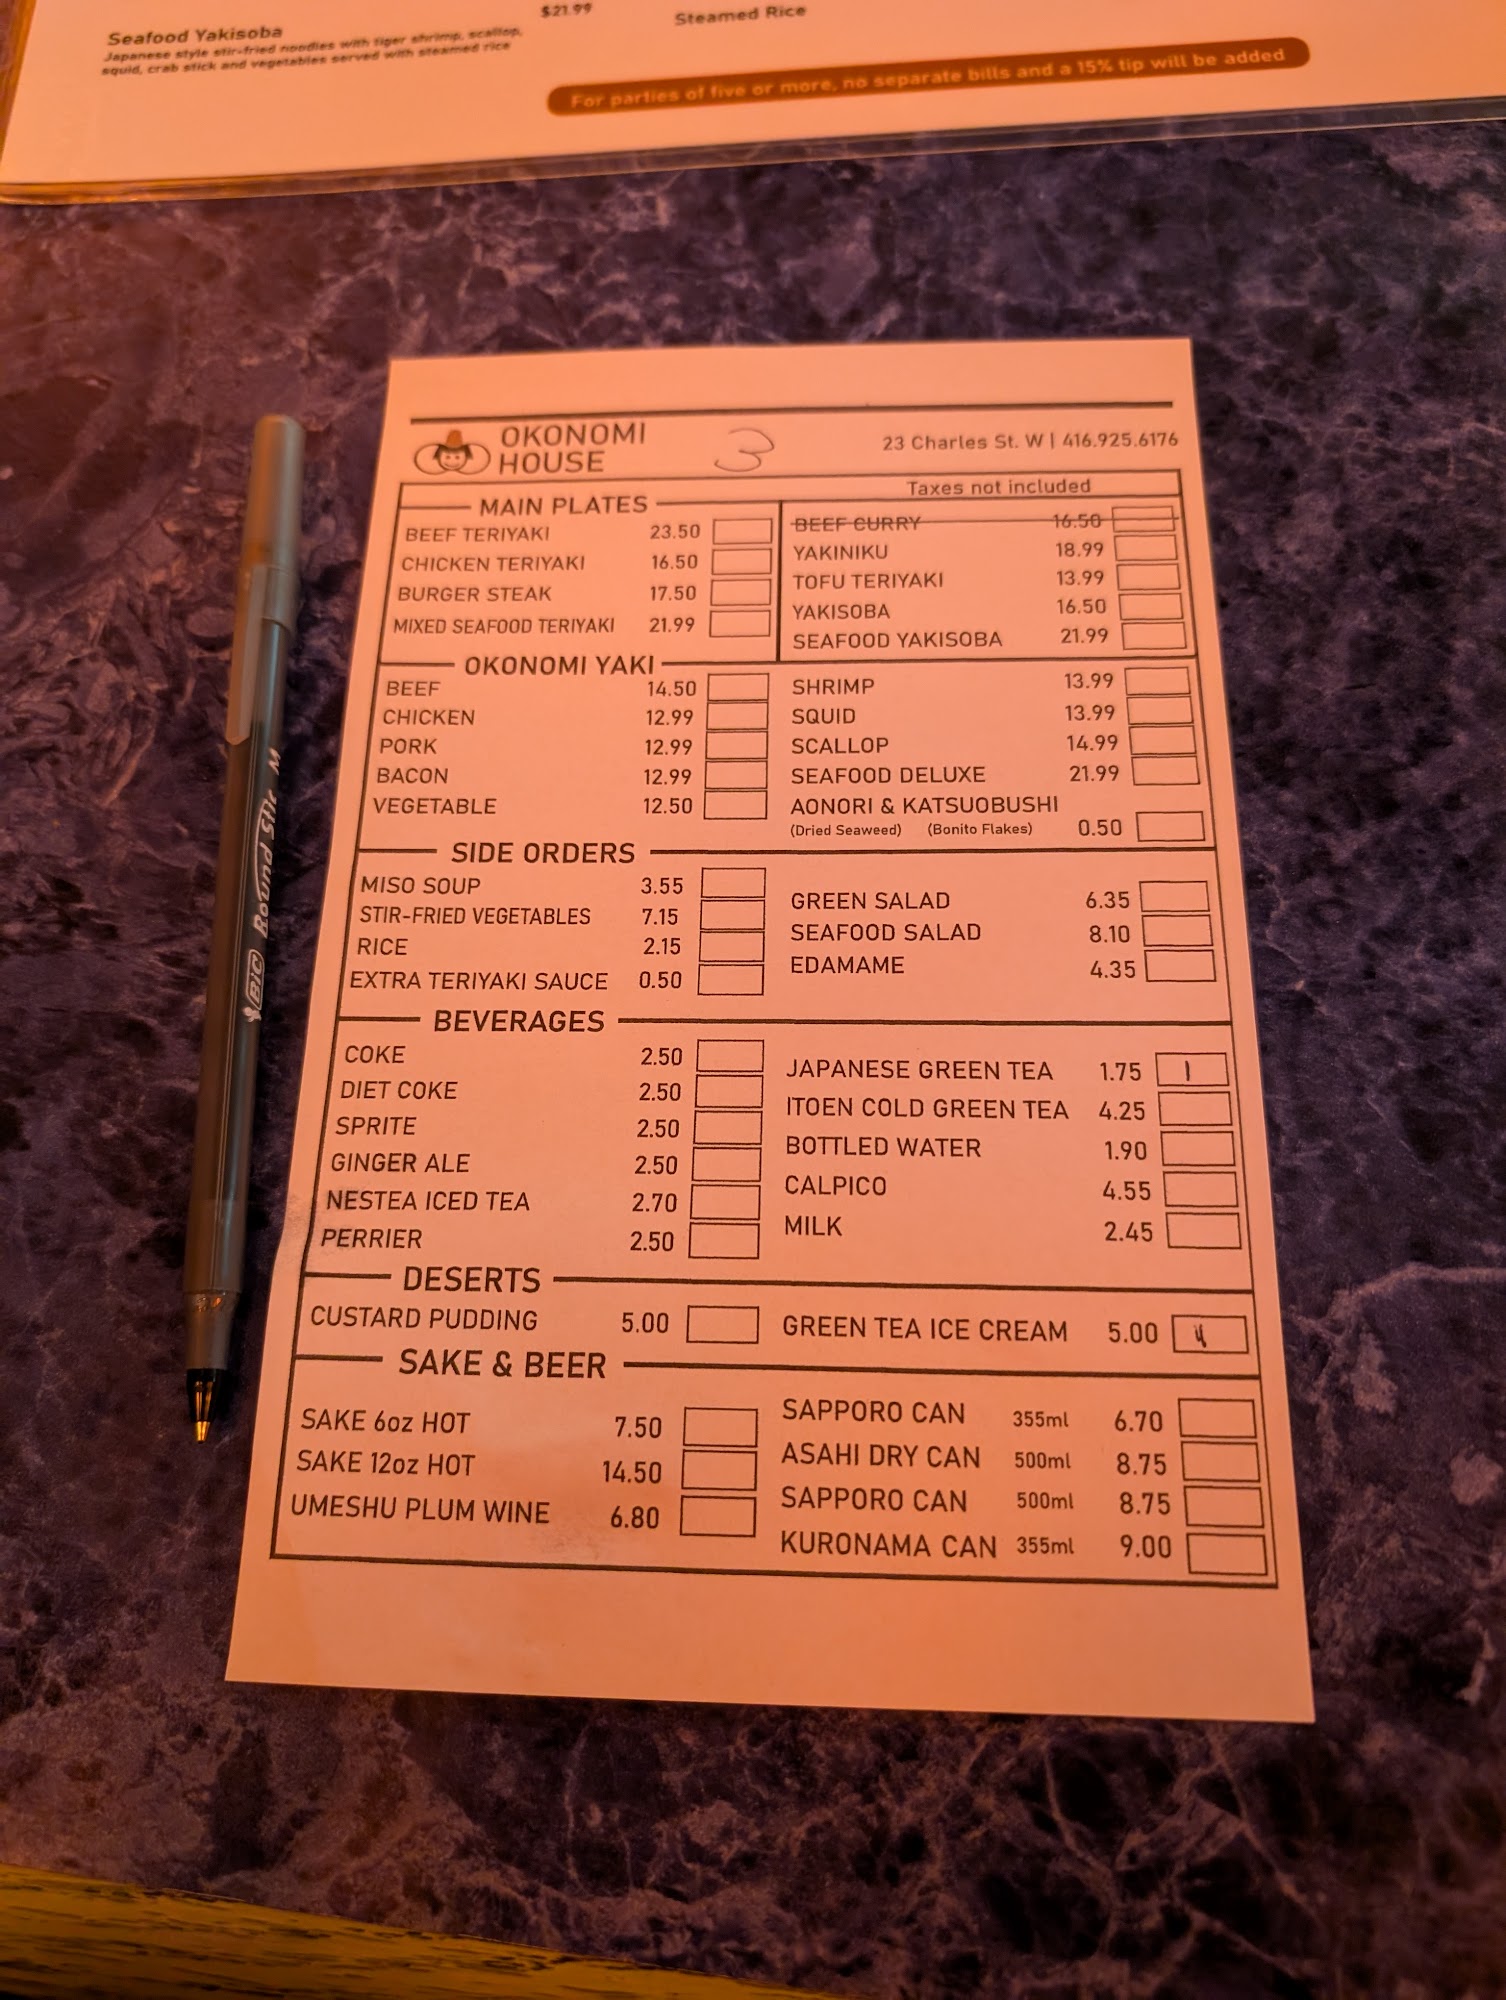 $21.99
Steamed Rice
Seafood Yakisoba
Japanese style stir-fried noodles with tiger shrimp, scallop,
squid, crab stick and vegetables served with steamed rice
For parties of five or more, no separate bills and a 15% tip will be added
OKONOMI
HOUSE
3
23 Charles St. W | 416.925.6176
Taxes not included
MAIN PLATES
BEEF TERIYAKI 23.50
CHICKEN TERIYAKI 16.50
BURGER STEAK 17.50
MIXED SEAFOOD TERIYAKI 21.99
BEEF CURRY 16.50
YAKINIKU 18.99
TOFU TERIYAKI 13.99
YAKISOBA 16.50
SEAFOOD YAKISOBA 21.99
OKONOMI YAKI
BEEF 14.50
CHICKEN 12.99
PORK 12.99
BACON 12.99
VEGETABLE 12.50
SHRIMP 13.99
SQUID 13.99
SCALLOP 14.99
SEAFOOD DELUXE 21.99
AONORI & KATSUOBUSHI
(Dried Seaweed) (Bonito Flakes) 0.50
SIDE ORDERS
MISO SOUP 3.55
STIR-FRIED VEGETABLES 7.15
RICE 2.15
EXTRA TERIYAKI SAUCE 0.50
GREEN SALAD 6.35
SEAFOOD SALAD 8.10
EDAMAME 4.35
BEVERAGES
COKE 2.50
DIET COKE 2.50
SPRITE 2.50
GINGER ALE 2.50
NESTEA ICED TEA 2.70
PERRIER 2.50
JAPANESE GREEN TEA 1.75 1
ITOEN COLD GREEN TEA 4.25
BOTTLED WATER 1.90
CALPICO 4.55
MILK 2.45
DESERTS
CUSTARD PUDDING 5.00
GREEN TEA ICE CREAM 5.00
SAKE & BEER
SAKE 6oz HOT 7.50
SAKE 12oz HOT 14.50
UMESHU PLUM WINE 6.80
SAPPORO CAN 355ml 6.70
ASAHI DRY CAN 500ml 8.75
SAPPORO CAN 500ml 8.75
KURONAMA CAN 355ml 9.00
BIC Round Stic M